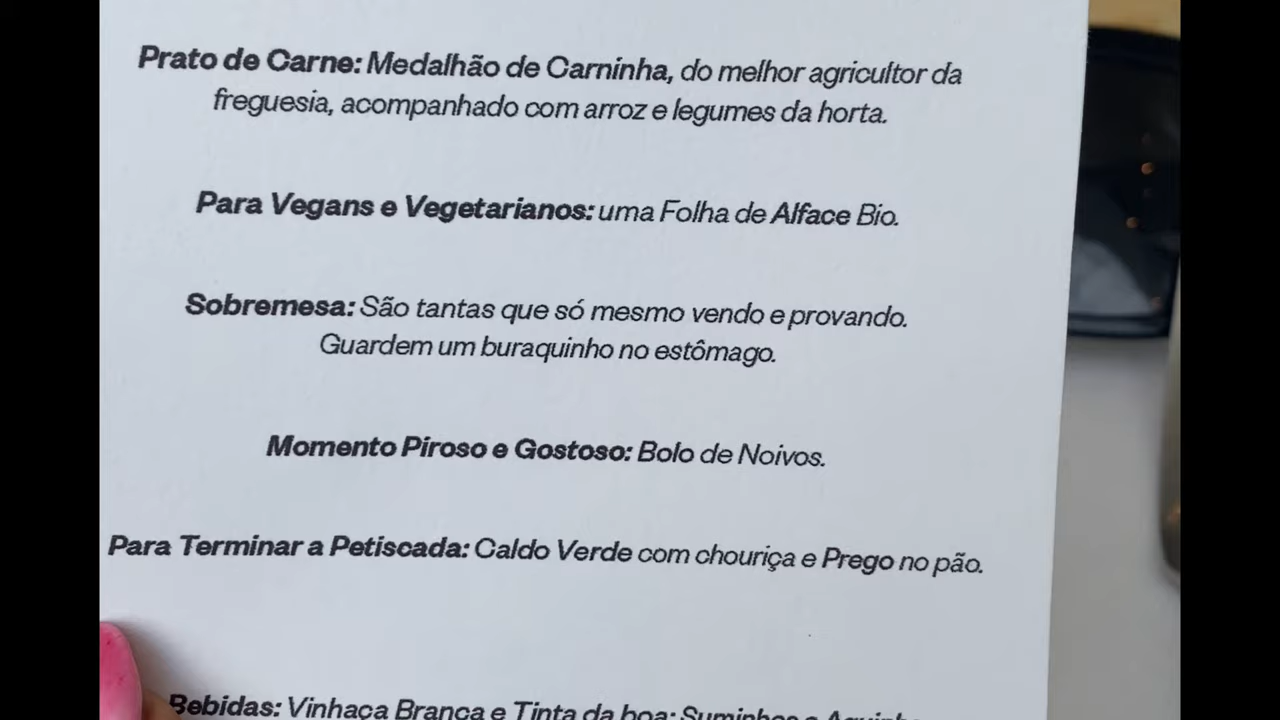 Prato de Carne: Medalhão de Carninha, do melhor agricultor da
freguesia, acompanhado com arroz e legumes da horta.
Para Vegans e Vegetarianos: uma Folha de Alface Bio.
Sobremesa: São tantas que só mesmo vendo e provando.
Guardem um buraquinho no estômago.
Momento Piroso e Gostoso: Bolo de Noivos.
Para Terminar a Petiscada: Caldo Verde com chouriça e Prego no pão.
Bebidas: Vinhaça Branca e Tinta da boa; Suminhos e